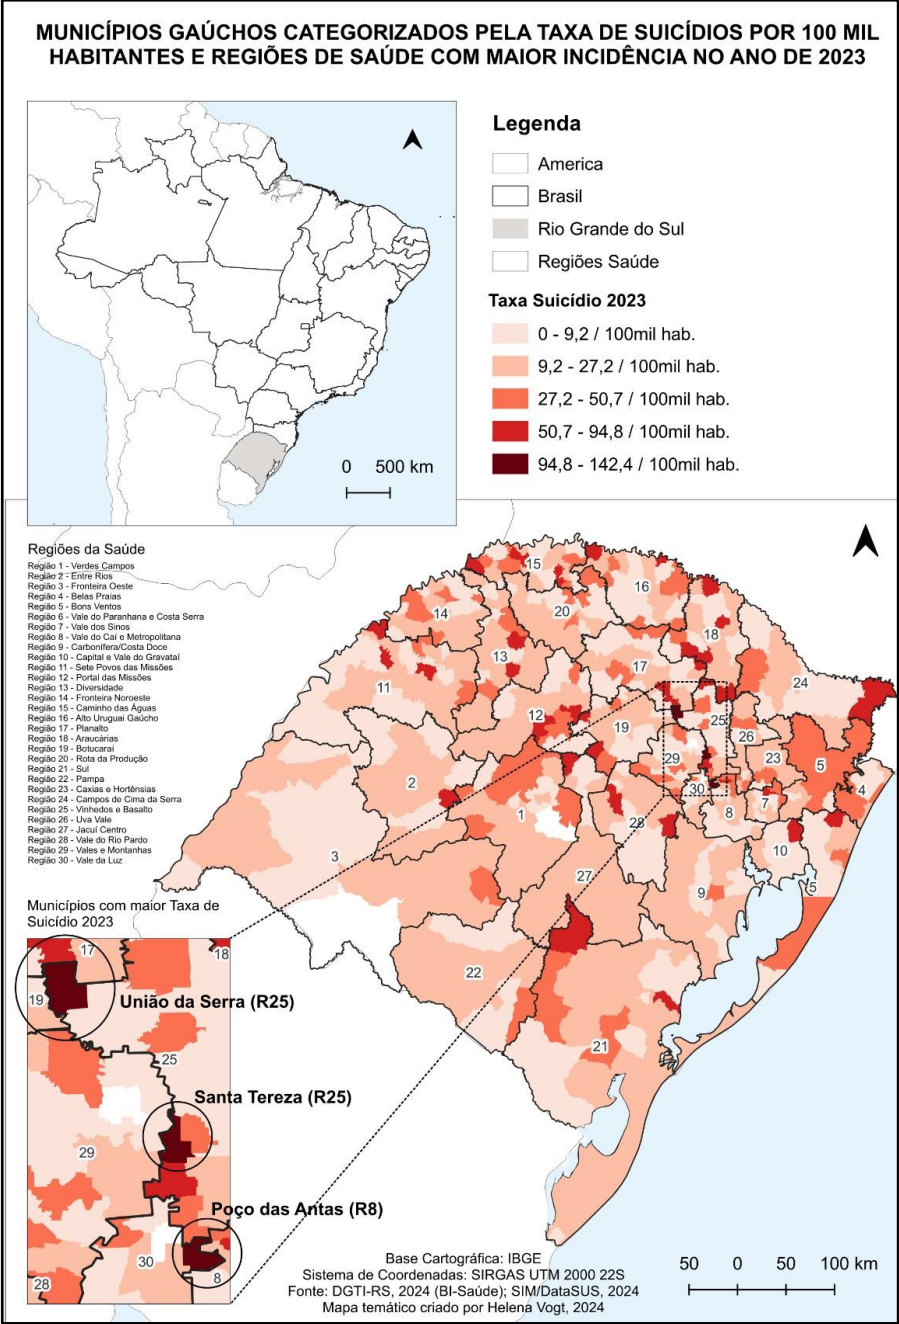 MUNICÍPIOS GAÚCHOS CATEGORIZADOS PELA TAXA DE SUICÍDIOS POR 100 MIL
HABITANTES E REGIÕES DE SAÚDE COM MAIOR INCIDÊNCIA NO ANO DE 2023
Legenda
America
Brasil
Rio Grande do Sul
Regiões Saúde
Taxa Suicídio 2023
0 - 9,2 / 100mil hab.
9,2 - 27,2 / 100mil hab.
27,2 - 50,7 / 100mil hab.
50,7 - 94,8 / 100mil hab.
94,8 - 142,4 / 100mil hab.
0 500 km
Regiões da Saúde
Região 1 - Verdes Campos
Região 2 - Entre Rios
Região 3 - Fronteira Oeste
Região 4 - Belas Praias
Região 5 - Bons Ventos
Região 6 - Vale do Paranhana e Costa Serra
Região 7 - Vale dos Sinos
Região 8 - Vale do Caí e Metropolitana
Região 9 - Carbonífera/Costa Doce
Região 10 - Capital e Vale do Gravataí
Região 11 - Sete Povos das Missões
Região 12 - Portal das Missões
Região 13 - Diversidade
Região 14 - Fronteira Noroeste
Região 15 - Caminho das Águas
Região 16 - Alto Uruguai Gaúcho
Região 17 - Planalto
Região 18 - Araucárias
Região 19 - Botucaraí
Região 20 - Rota da Produção
Região 21 - Sul
Região 22 - Pampa
Região 23 - Caxias e Hortênsias
Região 24 - Campos de Cima da Serra
Região 25 - Vinhedos e Basalto
Região 26 - Uva Vale
Região 27 - Jacuí Centro
Região 28 - Vale do Rio Pardo
Região 29 - Vales e Montanhas
Região 30 - Vale da Luz
15
16
14
20
18
13
17
11
24
12
19
25
26
2
29
23
5
30
4
1
28
8
7
10
3
27
9
5
22
21
Municípios com maior Taxa de
Suicídio 2023
17
18
19
União da Serra (R25)
25
Santa Tereza (R25)
29
Poço das Antas (R8)
30
8
28
Base Cartográfica: IBGE
Sistema de Coordenadas: SIRGAS UTM 2000 22S
Fonte: DGTI-RS, 2024 (BI-Saúde); SIM/DataSUS, 2024
Mapa temático criado por Helena Vogt, 2024
50 0 50 100 km